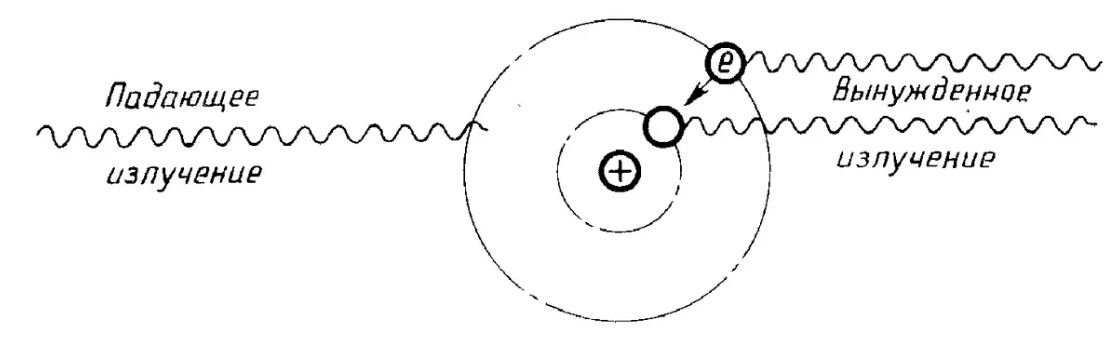 Падающее
излучение
e
+
Вынужденное
излучение